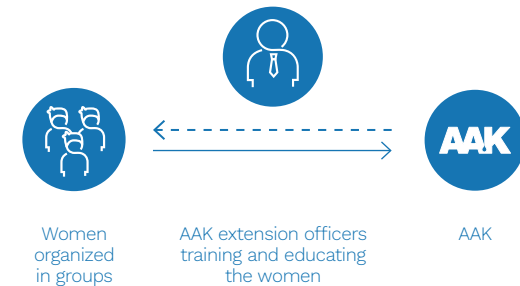 AAK
Women
organized
in groups
AAK extension officers
training and educating
the women
AAK